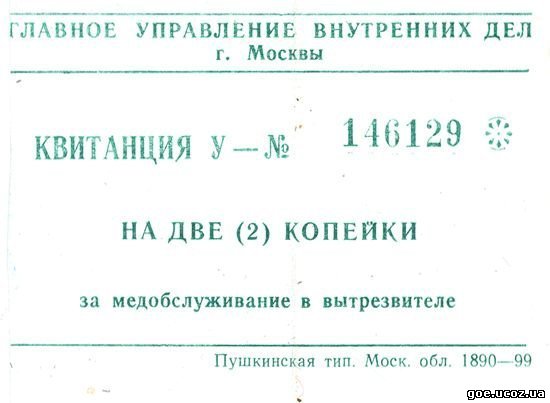 ГЛАВНОЕ УПРАВЛЕНИЕ ВНУТРЕННИХ ДЕЛ
г. Москвы
КВИТАНЦИЯ У — № 146129
НА ДВЕ (2) КОПЕЙКИ
за медобслуживание в вытрезвителе
Пушкинская тип. Моск. обл. 1890—99
goe.ucoz.ua